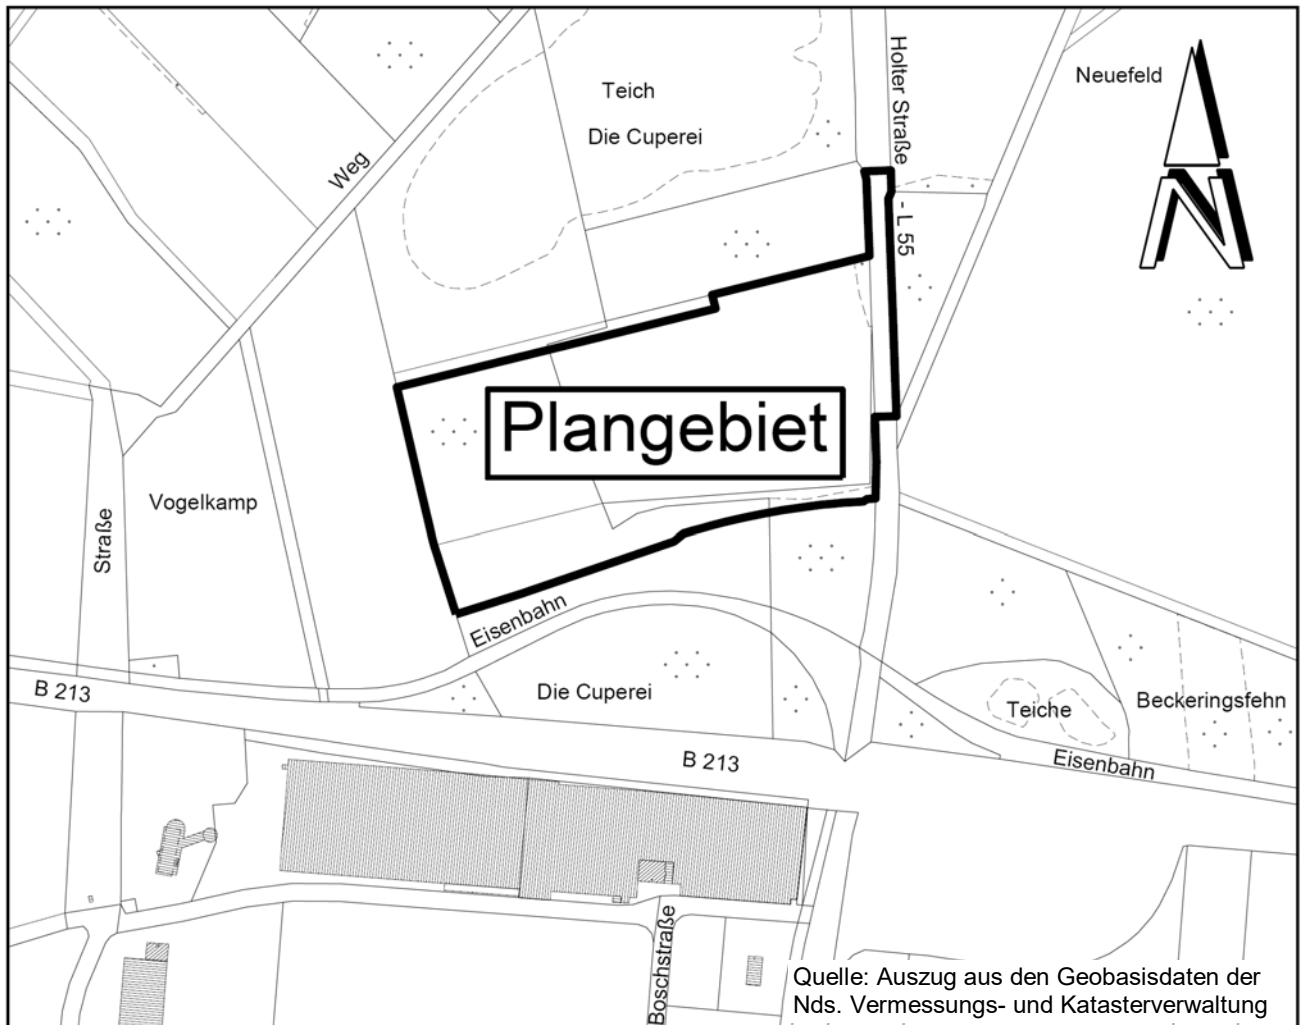 Teich
Die Cuperei
Holter Straße - L 55
Neuefeld
N
Weg
Plangebiet
Vogelkamp
Straße
Eisenbahn
B 213
Die Cuperei
Teiche
Beckeringsfehn
B 213
Eisenbahn
Boschstraße
Quelle: Auszug aus den Geobasisdaten der
Nds. Vermessungs- und Katasterverwaltung